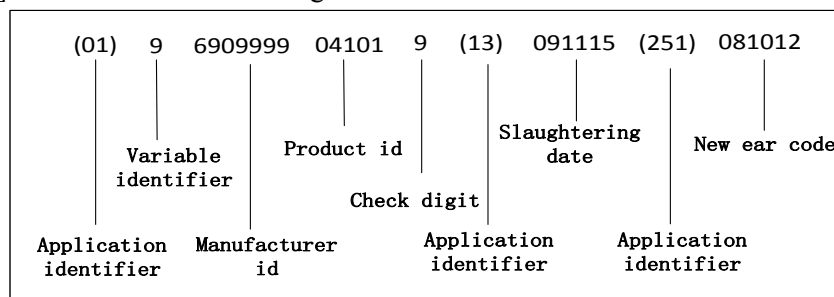 (01) 9 6909999 04101 9 (13) 091115 (251) 081012
Variable
identifier
Product id
Check digit
Slaughtering
date
New ear code
Application
identifier
Manufacturer
id
Application
identifier
Application
identifier